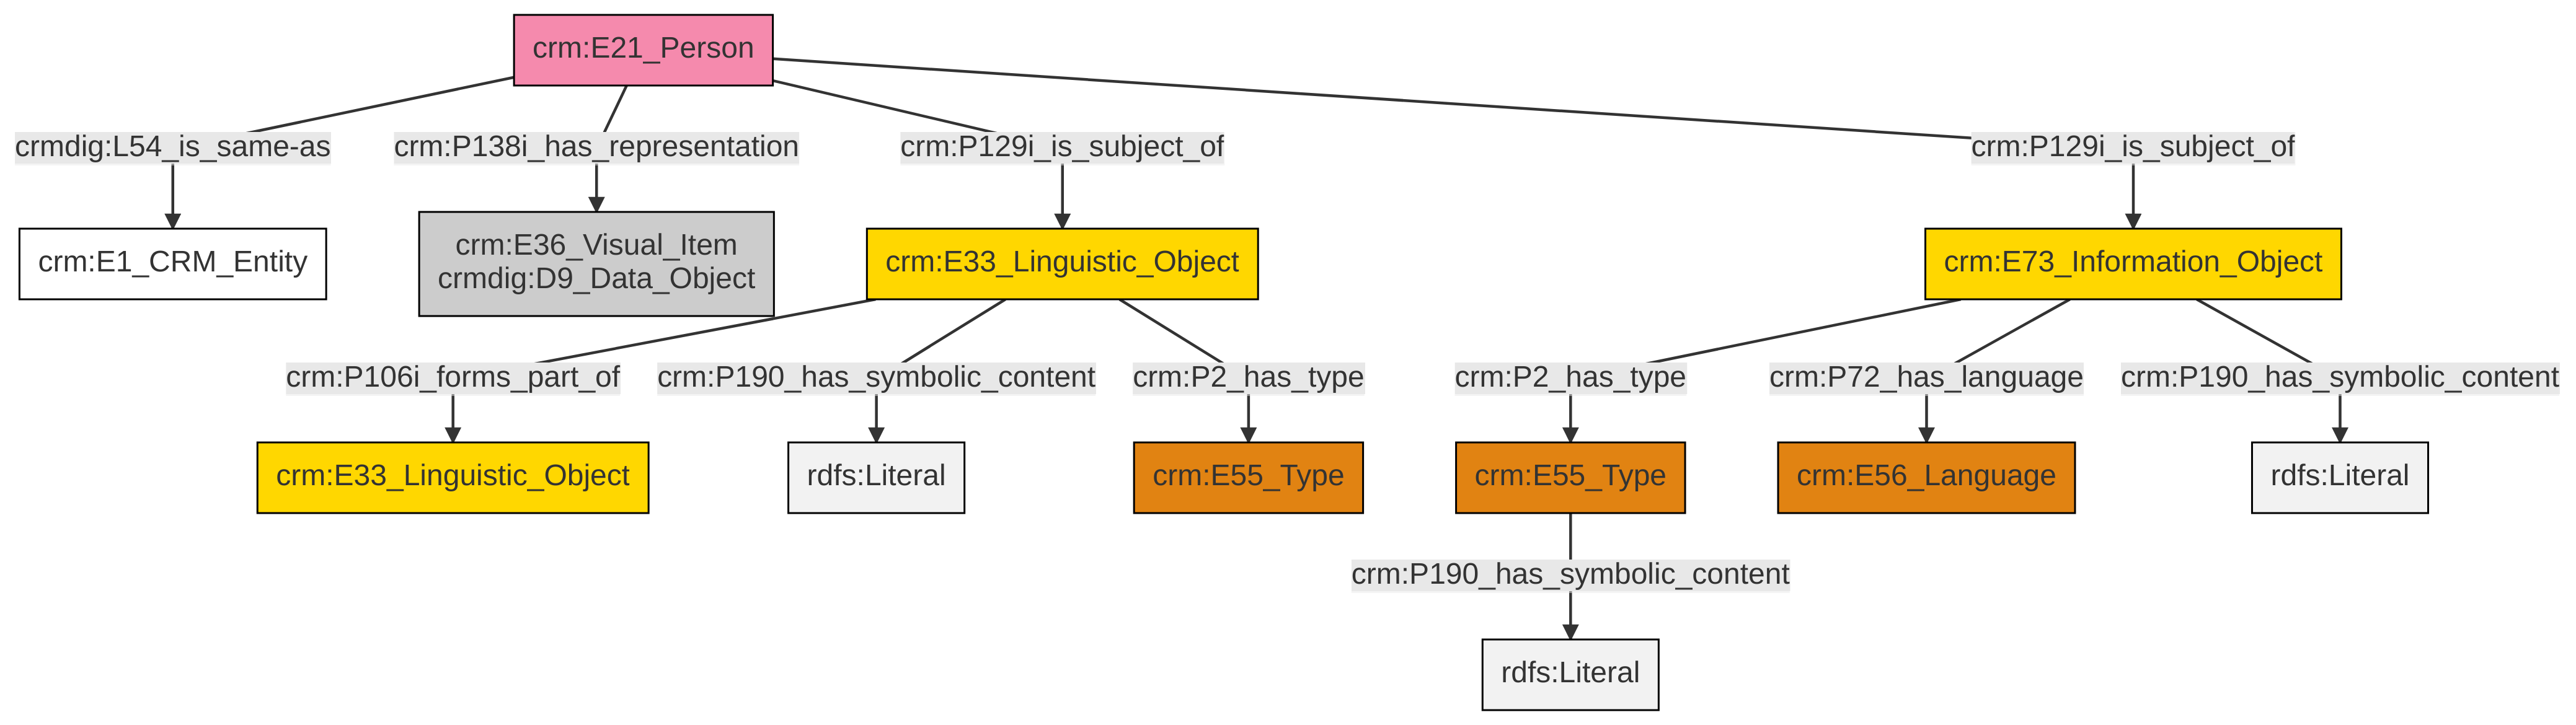 crm:E21_Person
crmdig:L54_is_same-as
crm:P138i_has_representation
crm:P129i_is_subject_of
crm:P129i_is_subject_of
crm:E1_CRM_Entity
crm:E36_Visual_Item
crmdig:D9_Data_Object
crm:E33_Linguistic_Object
crm:E73_Information_Object
crm:P106i_forms_part_of
crm:P190_has_symbolic_content
crm:P2_has_type
crm:P2_has_type
crm:P72_has_language
crm:P190_has_symbolic_content
crm:E33_Linguistic_Object
rdfs:Literal
crm:E55_Type
crm:E55_Type
crm:E56_Language
rdfs:Literal
crm:P190_has_symbolic_content
rdfs:Literal